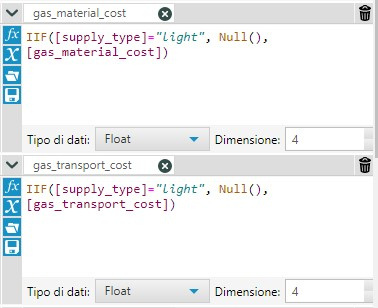 gas_material_cost
IIF([supply_type]="light", Null(),
[gas_material_cost])
Tipo di dati: Float Dimensione: 4
gas_transport_cost
IIF([supply_type]="light", Null(),
[gas_transport_cost])
Tipo di dati: Float Dimensione: 4